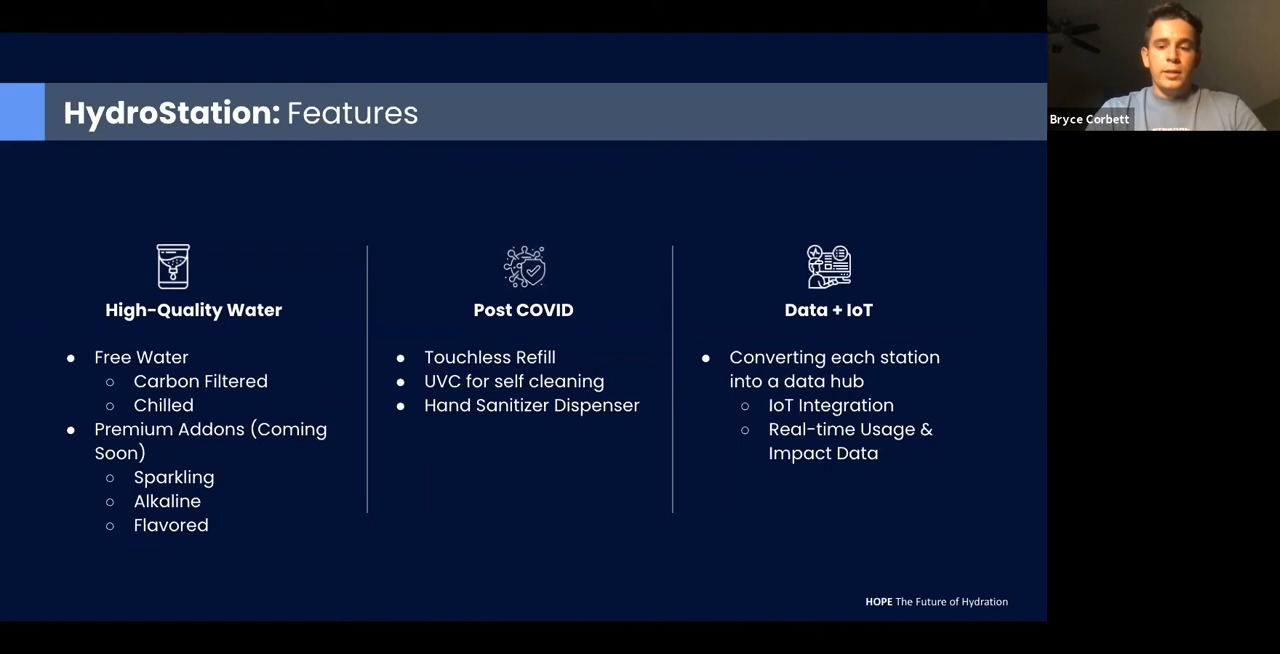 HydroStation: Features
Bryce Corbett
High-Quality Water
● Free Water
○ Carbon Filtered
○ Chilled
● Premium Addons (Coming
Soon)
○ Sparkling
○ Alkaline
○ Flavored
Post COVID
● Touchless Refill
● UVC for self cleaning
● Hand Sanitizer Dispenser
Data + IoT
● Converting each station
into a data hub
○ IoT Integration
○ Real-time Usage &
Impact Data
HOPE The Future of Hydration